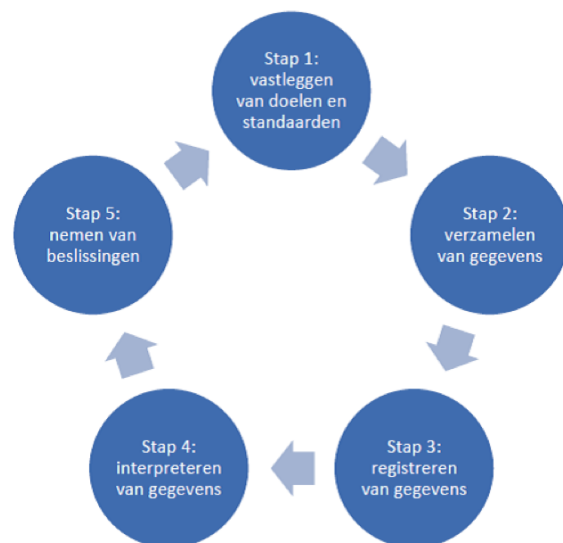 Stap 1:
vastleggen
van doelen en
standaarden
Stap 2:
verzamelen
van gegevens
Stap 3:
registreren
van gegevens
Stap 4:
interpreteren
van gegevens
Stap 5:
nemen van
beslissingen